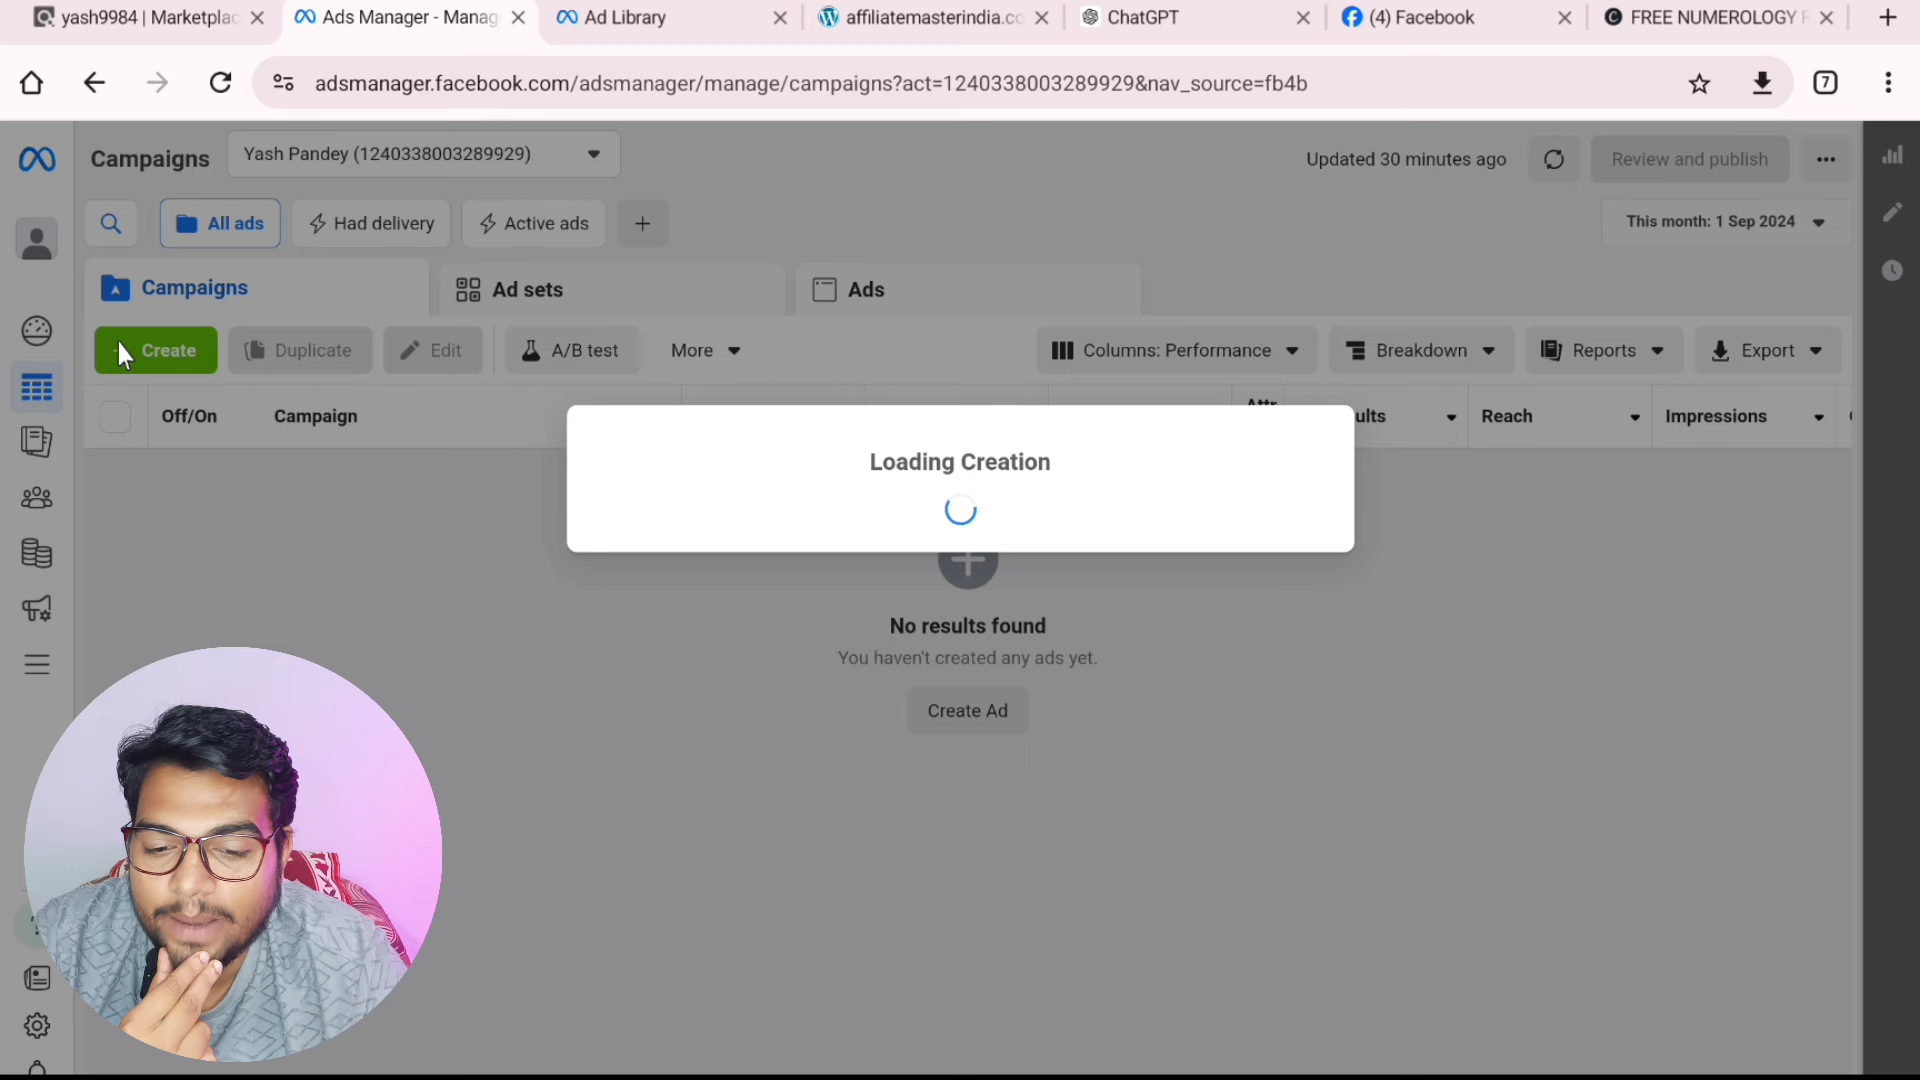 yash9984 | Marketplac
Ads Manager - Manag
Ad Library
affiliatemasterindia.co
ChatGPT
(4) Facebook
FREE NUMEROLOGY R
adsmanager.facebook.com/adsmanager/manage/campaigns?act=1240338003289929&nav_source=fb4b
7
Campaigns
Yash Pandey (1240338003289929)
Updated 30 minutes ago
Review and publish
All ads
Had delivery
Active ads
This month: 1 Sep 2024
Campaigns
Ad sets
Ads
Create
Duplicate
Edit
A/B test
More
Columns: Performance
Breakdown
Reports
Export
Off/On
Campaign
Attr
ults
Reach
Impressions
Loading Creation
No results found
You haven't created any ads yet.
Create Ad